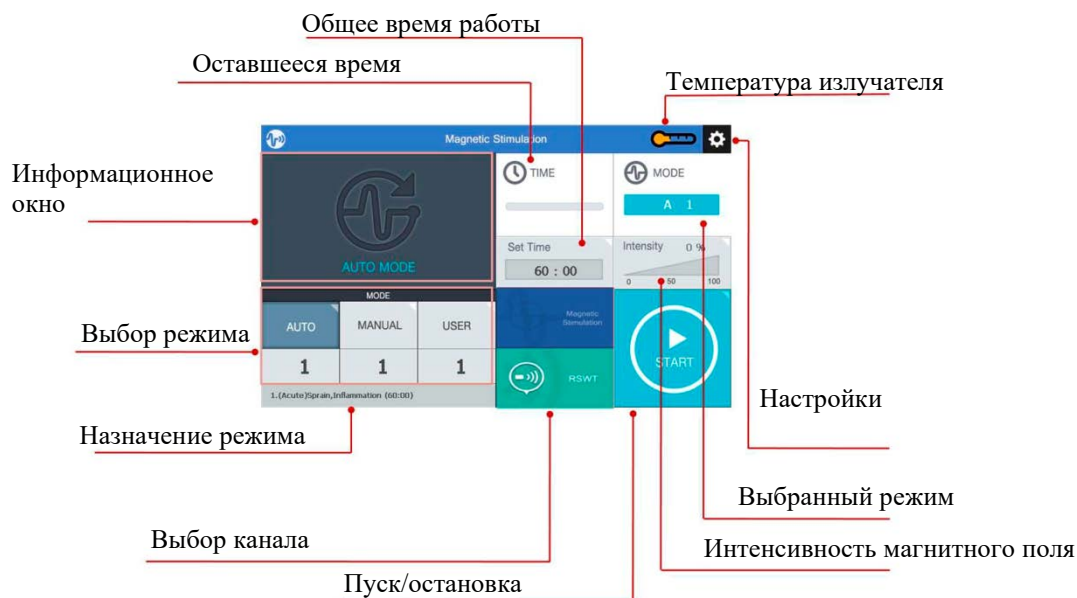 Общее время работы
Оставшееся время
Температура излучателя
Magnetic Stimulation
Информационное
окно
TIME
MODE
A 1
AUTO MODE
Set Time
60 : 00
Intensity 0 %
0 50 100
MODE
Выбор режима
AUTO MANUAL USER
1 1 1
Magnetic
Stimulation
RSWT
START
1.(Acute)Sprain,Inflammation (60:00)
Настройки
Назначение режима
Выбранный режим
Выбор канала
Интенсивность магнитного поля
Пуск/остановка